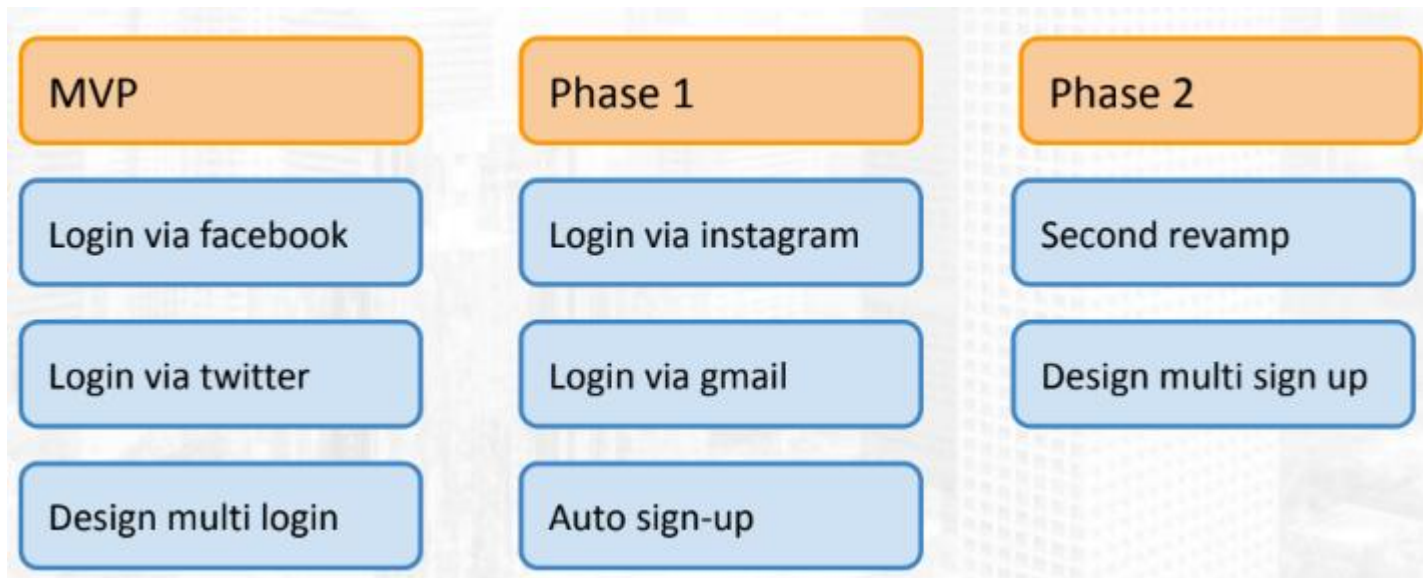 MVP
Phase 1
Phase 2
Login via facebook
Login via instagram
Second revamp
Login via twitter
Login via gmail
Design multi sign up
Design multi login
Auto sign-up